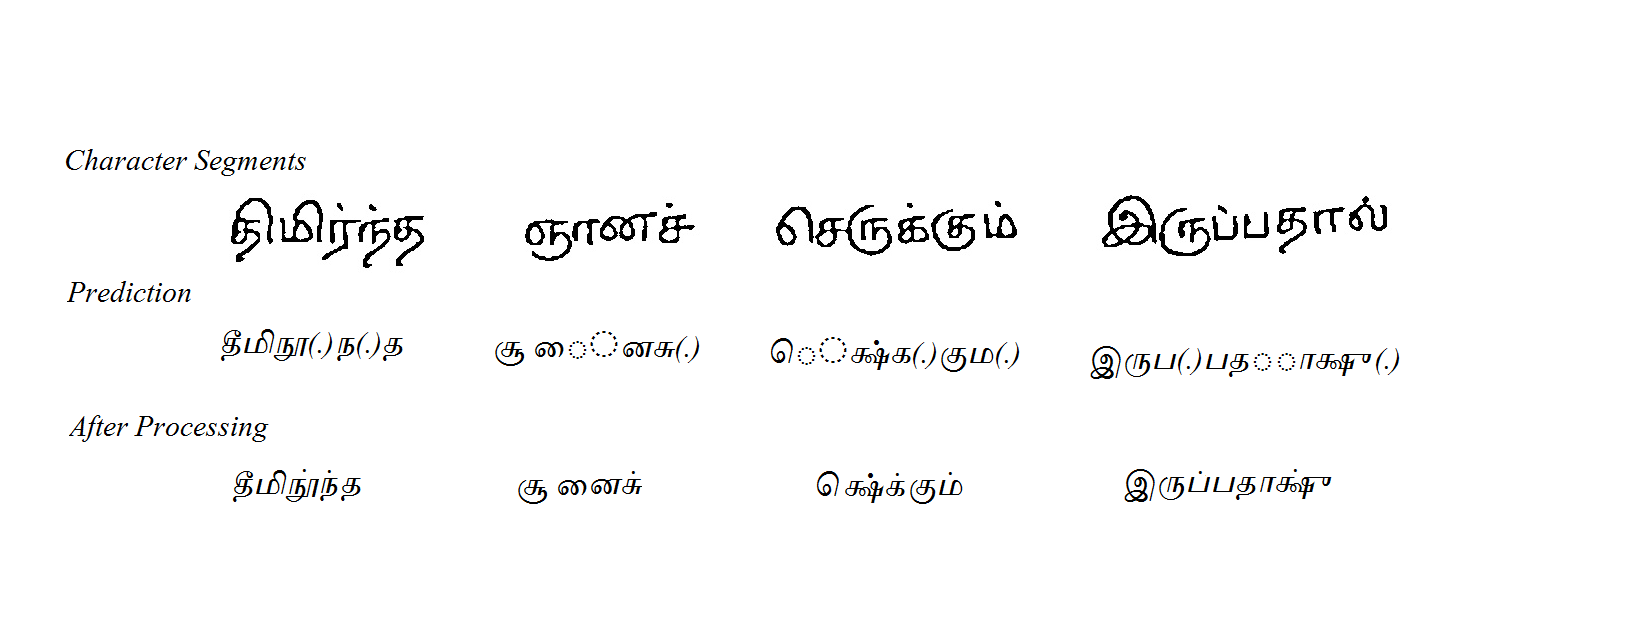 Character Segments
திமிர்ந்த ஞானச் செருக்கும் இருப்பதால்
Prediction
தீமிநூ(.)ந(.)த சூ ை◌னசு(.) ெ◌க்ஷ்க(.)கும(.) இருப(.)பத◌ாக்ஷு(.)
After Processing
தீமிநூ்ந்த சூ னைச் க்ஷெ்க்கும் இருப்பதாக்ஷு்